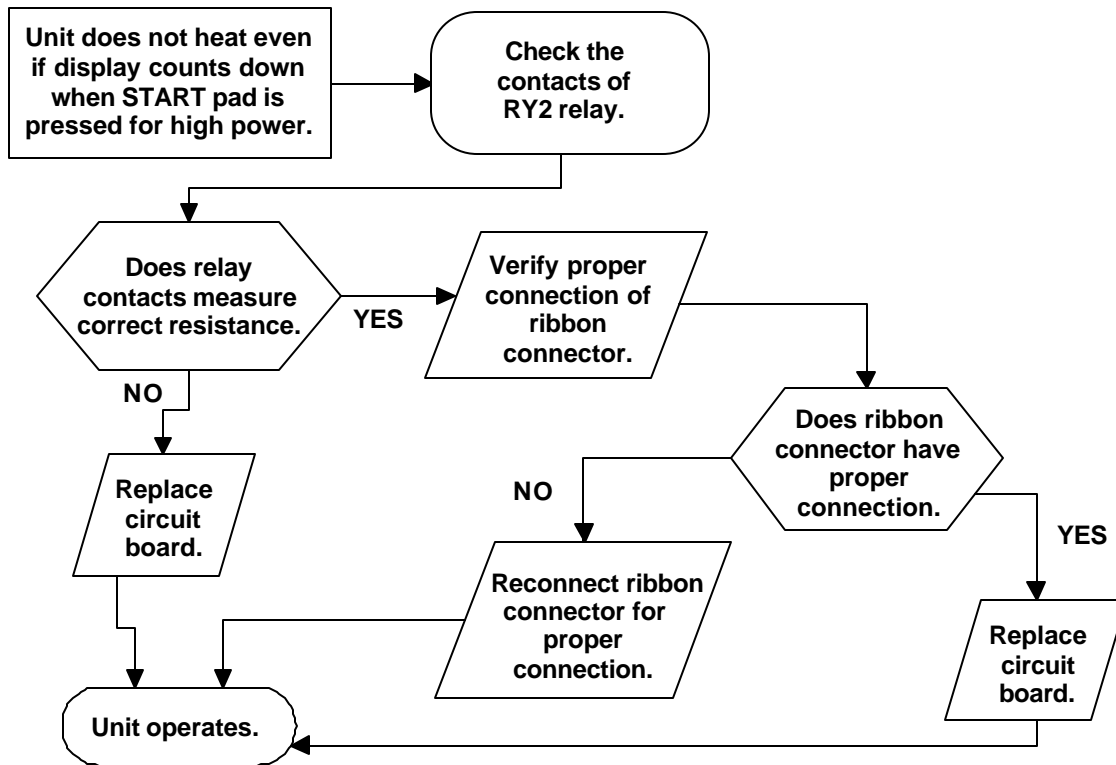 Unit does not heat even
if display counts down
when START pad is
pressed for high power.
Check the
contacts of
RY2 relay.
Does relay
contacts measure
correct resistance.
YES
Verify proper
connection of
ribbon
connector.
NO
Does ribbon
connector have
proper
connection.
Replace
circuit
board.
NO
YES
Reconnect ribbon
connector for
proper
connection.
Replace
circuit
board.
Unit operates.